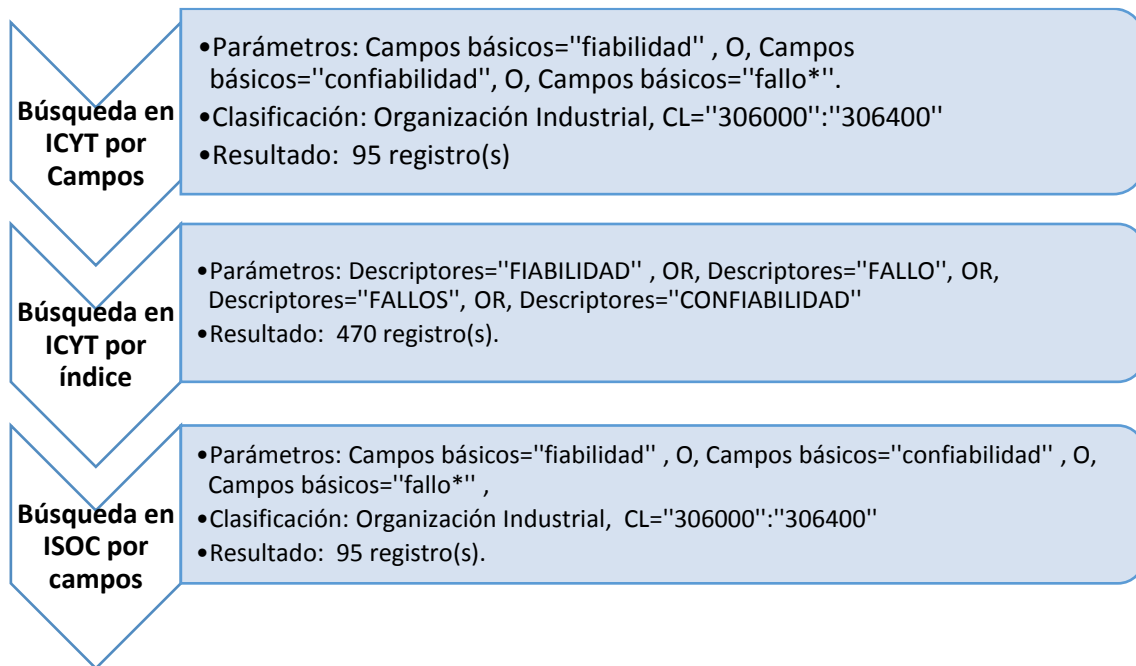 Búsqueda en
ICYT por
Campos
•Parámetros: Campos básicos=''fiabilidad'' , O, Campos
básicos=''confiabilidad'', O, Campos básicos=''fallo*''.
•Clasificación: Organización Industrial, CL=''306000'':''306400''
•Resultado: 95 registro(s)
Búsqueda en
ICYT por
índice
•Parámetros: Descriptores=''FIABILIDAD'' , OR, Descriptores=''FALLO'', OR,
Descriptores=''FALLOS'', OR, Descriptores=''CONFIABILIDAD''
•Resultado: 470 registro(s).
Búsqueda en
ISOC por
campos
•Parámetros: Campos básicos=''fiabilidad'' , O, Campos básicos=''confiabilidad'' , O,
Campos básicos=''fallo*'' ,
•Clasificación: Organización Industrial, CL=''306000'':''306400''
•Resultado: 95 registro(s).